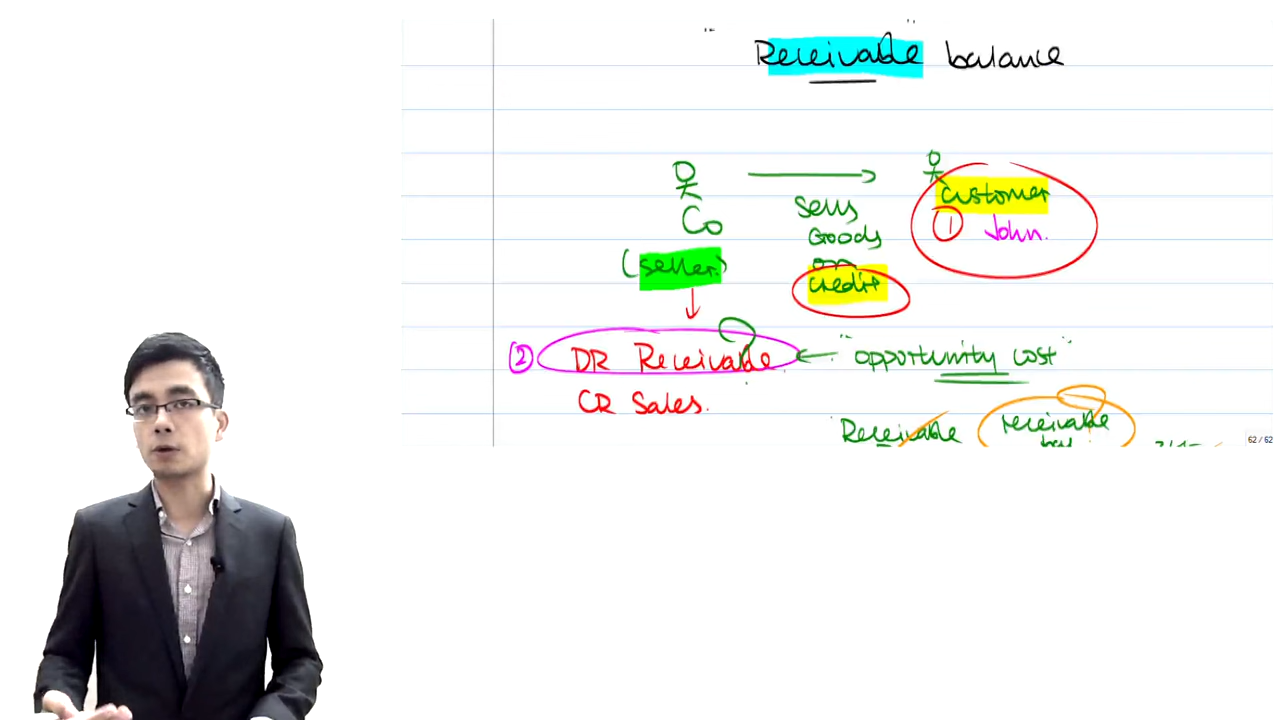 Receivable balance
Co
(seller)
sells
Goods
on
credit
customer
① John.
② DR Receivable
CR Sales.
"opportunity cost"
Receivable
receivable
62 / 62